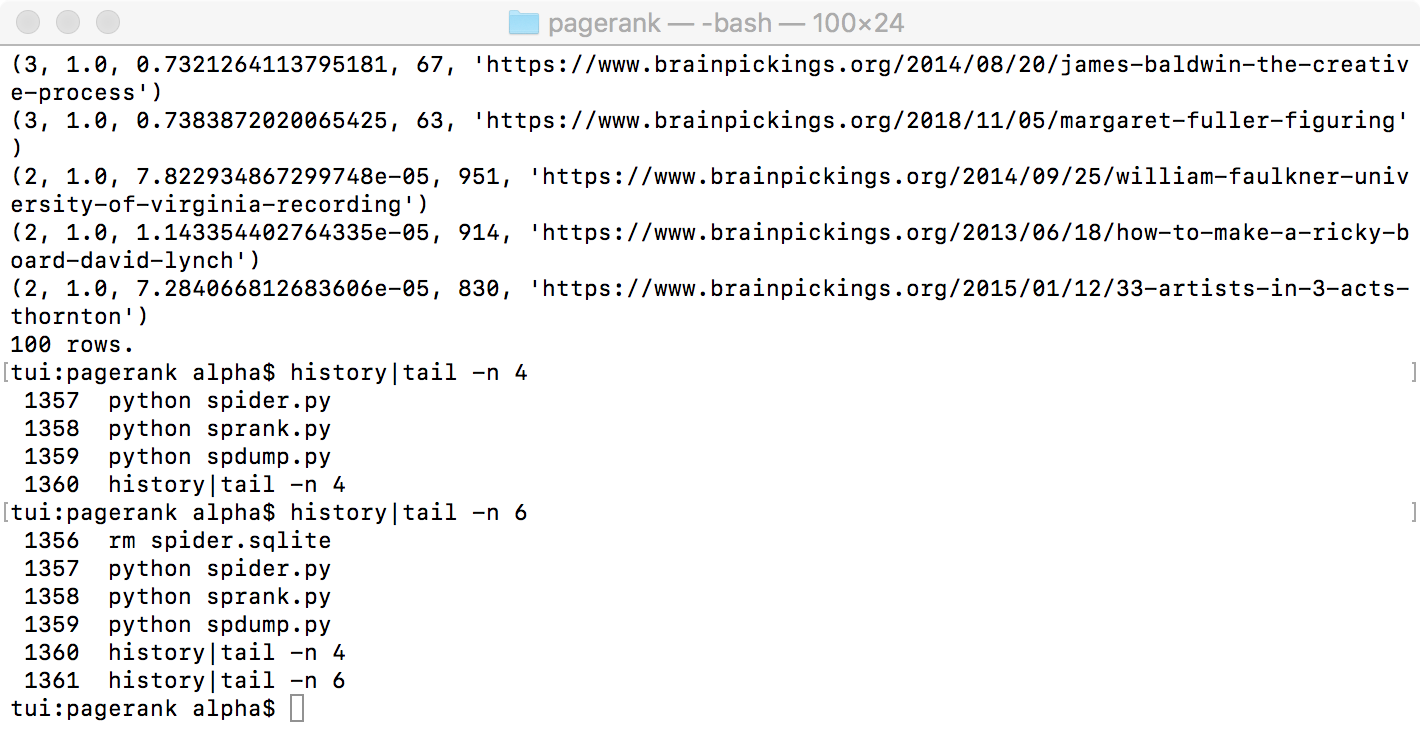 pagerank — -bash — 100×24
(3, 1.0, 0.7321264113795181, 67, 'https://www.brainpickings.org/2014/08/20/james-baldwin-the-creativ
e-process')
(3, 1.0, 0.7383872020065425, 63, 'https://www.brainpickings.org/2018/11/05/margaret-fuller-figuring'
)
(2, 1.0, 7.822934867299748e-05, 951, 'https://www.brainpickings.org/2014/09/25/william-faulkner-univ
ersity-of-virginia-recording')
(2, 1.0, 1.1433544027643​35e-05, 914, 'https://www.brainpickings.org/2013/06/18/how-to-make-a-ricky-b
oard-david-lynch')
(2, 1.0, 7.284066812683606e-05, 830, 'https://www.brainpickings.org/2015/01/12/33-artists-in-3-acts-
thornton')
100 rows.
[tui:pagerank alpha$ history|tail -n 4 ]
1357 python spider.py
1358 python sprank.py
1359 python spdump.py
1360 history|tail -n 4
[tui:pagerank alpha$ history|tail -n 6 ]
1356 rm spider.sqlite
1357 python spider.py
1358 python sprank.py
1359 python spdump.py
1360 history|tail -n 4
1361 history|tail -n 6
tui:pagerank alpha$